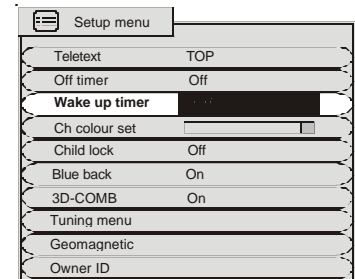 Setup menu
Teletext TOP
Off timer Off
Wake up timer
Ch colour set
Child lock Off
Blue back On
3D-COMB On
Tuning menu
Geomagnetic
Owner ID